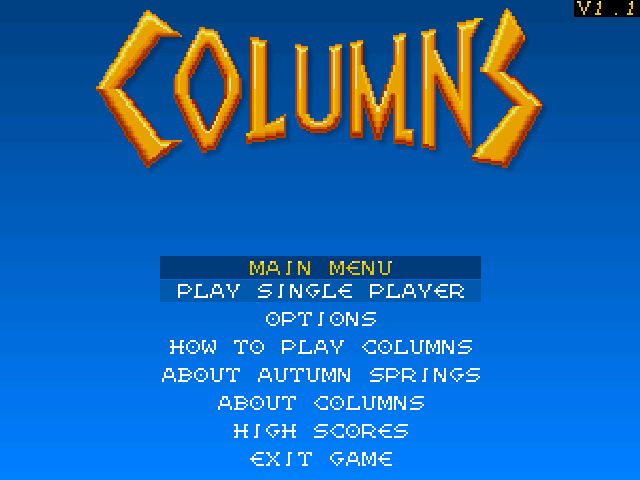 V1.1
COLUMNS
MAIN MENU
PLAY SINGLE PLAYER
OPTIONS
HOW TO PLAY COLUMNS
ABOUT AUTUMN SPRINGS
ABOUT COLUMNS
HIGH SCORES
EXIT GAME